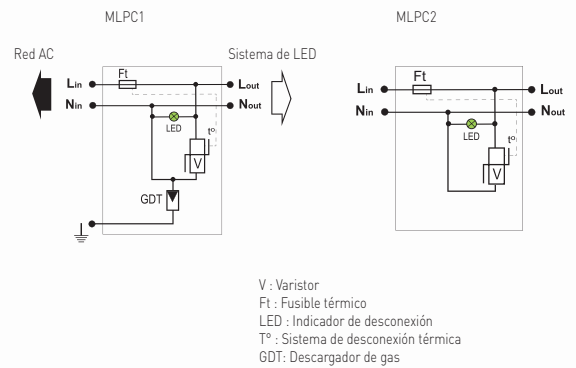 MLPC1
MLPC2
Red AC
Sistema de LED
Ft
Lin
Lout
Nin
Nout
LED
t°
V
GDT
Ft
Lin
Lout
Nin
Nout
LED
t°
V
V : Varistor
Ft : Fusible térmico
LED : Indicador de desconexión
T° : Sistema de desconexión térmica
GDT: Descargador de gas